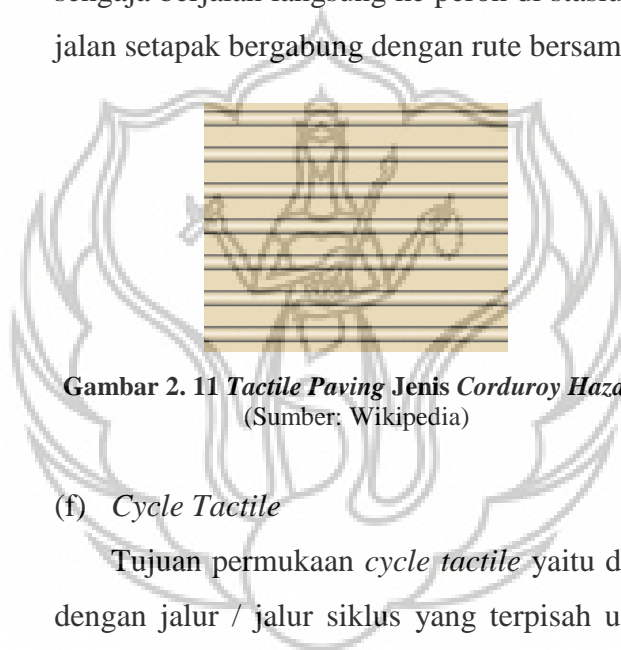 jalan setapak bergabung dengan rute bersam
Gambar 2. 11 Tactile Paving Jenis Corduroy Haza
(Sumber: Wikipedia)
(f) Cycle Tactile
Tujuan permukaan cycle tactile yaitu d
dengan jalur / jalur siklus yang terpisah u